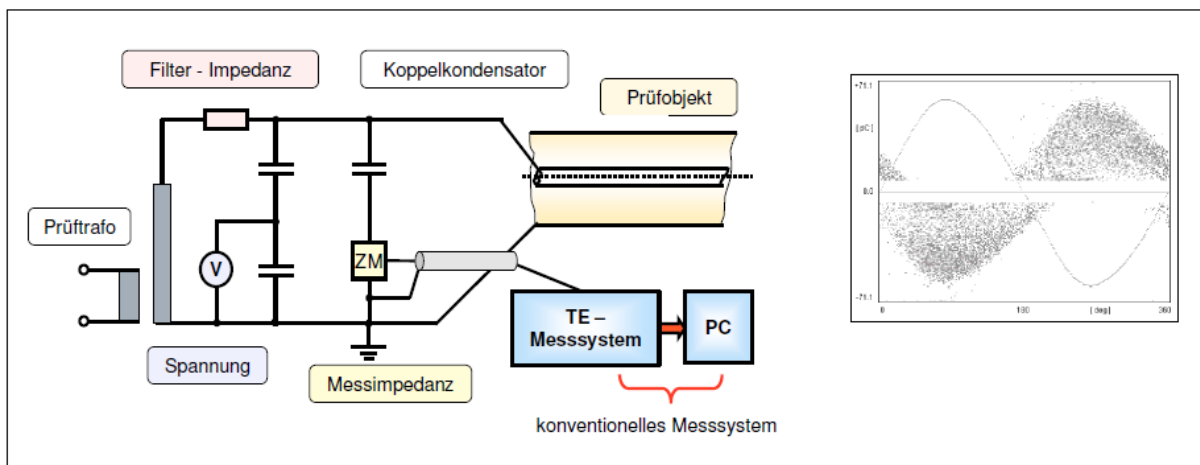 Filter - Impedanz
Koppelkondensator
Prüfobjekt
Prüftrafo
V
ZM
TE –
Messsystem
PC
Spannung
Messimpedanz
konventionelles Messsystem
+71.1
[pC]
0.0
-71.1
0
180
[deg]
360